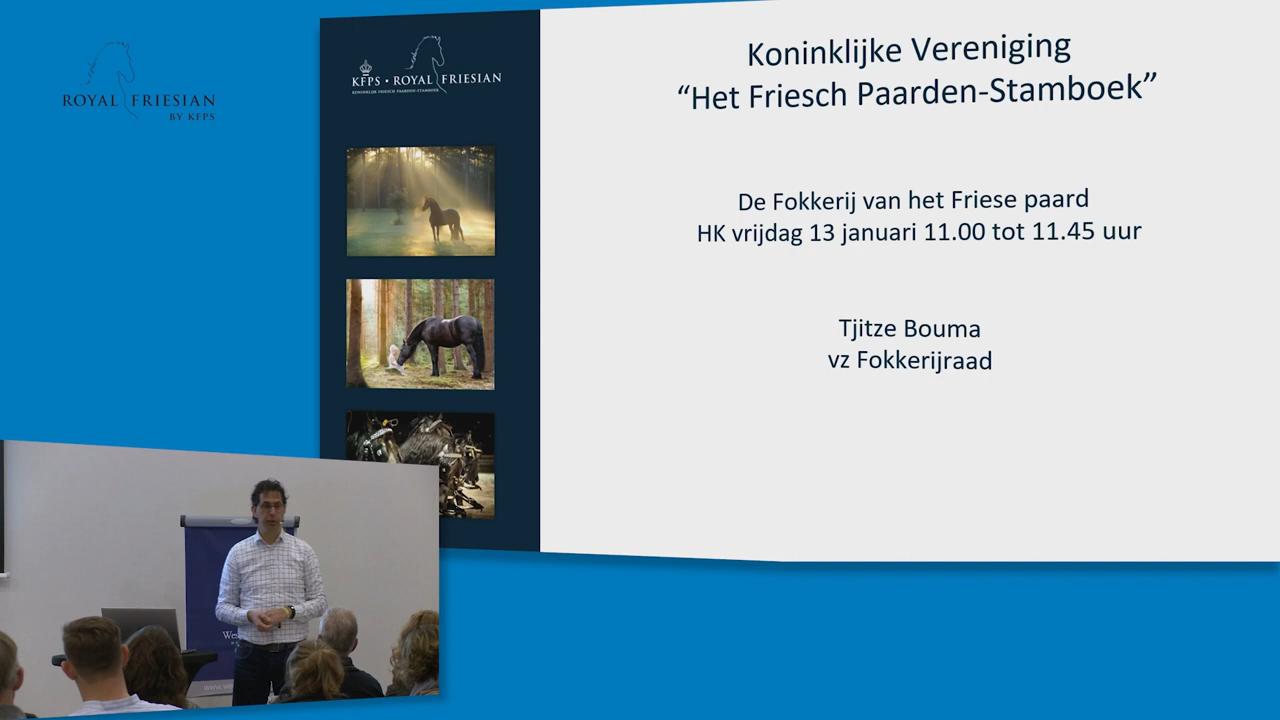 ROYAL FRIESIAN
BY KFPS
KFPS • ROYAL FRIESIAN
KONINKLIJK FRIESCH PAARDEN-STAMBOEK
Koninklijke Vereniging
“Het Friesch Paarden-Stamboek”
De Fokkerij van het Friese paard
HK vrijdag 13 januari 11.00 tot 11.45 uur
Tjitze Bouma
vz Fokkerijraad